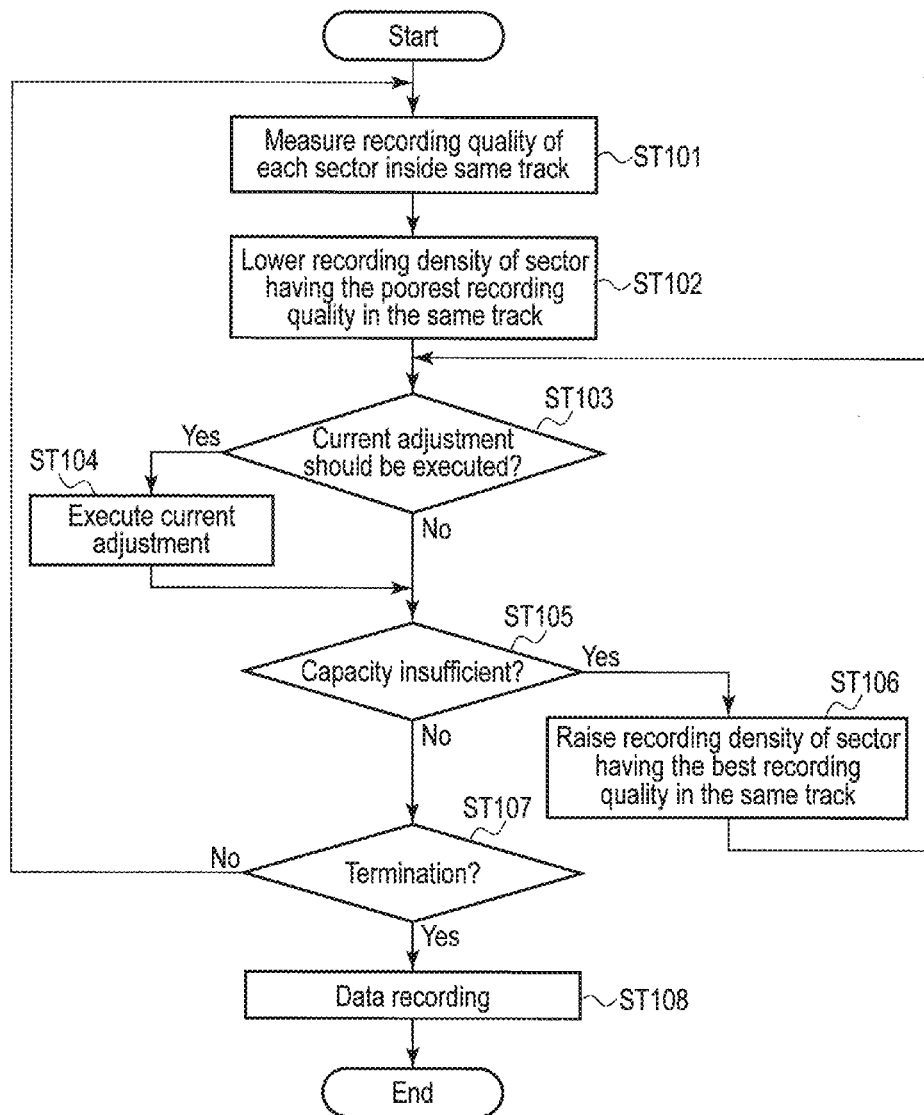 Start
Measure recording quality of
each sector inside same track
ST101
Lower recording density of sector
having the poorest recording
quality in the same track
ST102
ST103
Yes
Current adjustment
should be executed?
ST104
Execute current
adjustment
No
ST105
Capacity insufficient?
Yes
ST106
No
Raise recording density of sector
having the best recording
quality in the same track
ST107
No
Termination?
Yes
Data recording
ST108
End